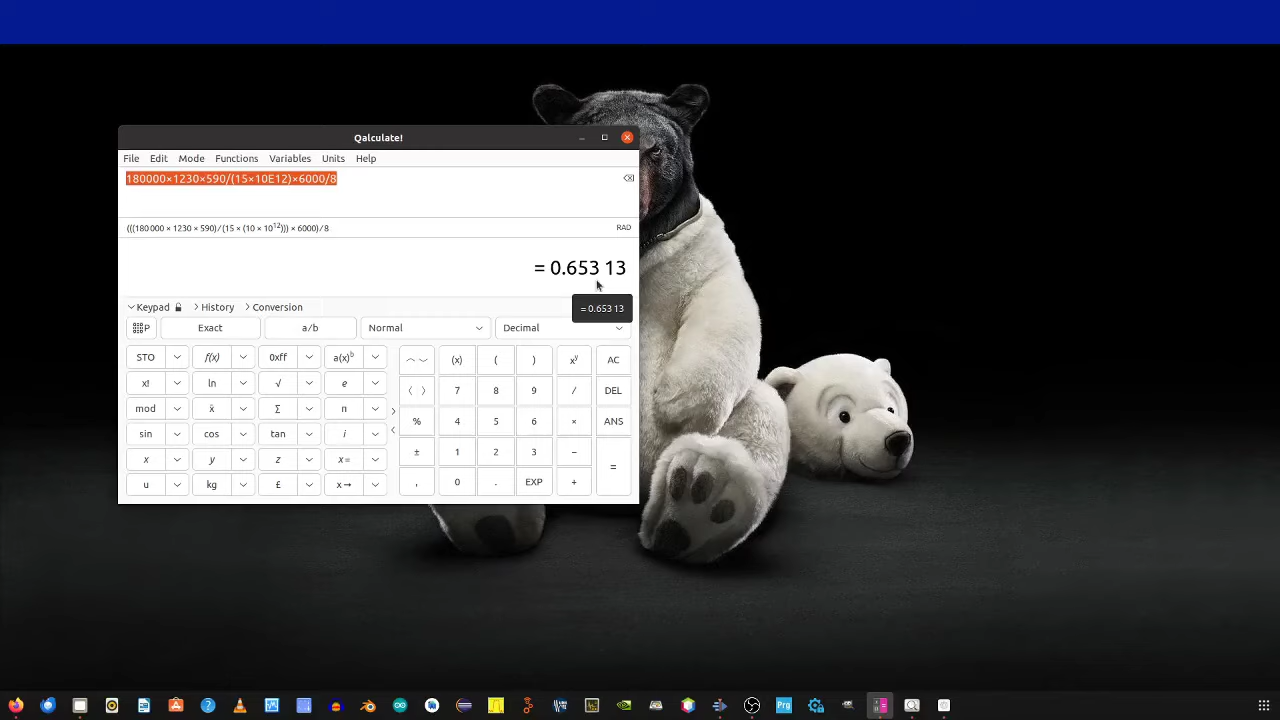 Qalculate!
File Edit Mode Functions Variables Units Help
180000×1230×590/(15×10E12)×6000/8
(((180 000 × 1230 × 590)/(15 × (10 × 10¹²))) × 6000)/8 RAD
= 0.653 13
Keypad History Conversion
= 0.653 13
P Exact a/b Normal Decimal
STO f(x) 0xff a(x)ᵇ (x) ( ) xʸ AC
x! ln √ e 7 8 9 / DEL
mod x̄ ∑ π % 4 5 6 × ANS
sin cos tan i ± 1 2 3 − =
x y z x=
u kg £ x→ , 0 . EXP +
Prg